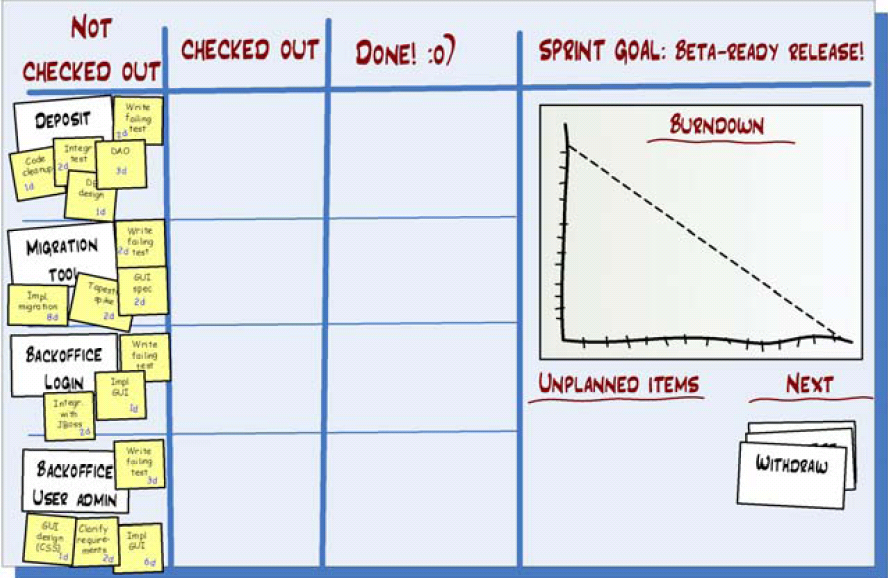 NOT
CHECKED OUT
CHECKED OUT
DONE! :o)
SPRINT GOAL: BETA-READY RELEASE!
DEPOSIT
Write
failing
test
2d
Code
cleanup
1d
Integr
test
2d
DAO
3d
DB
design
1d
MIGRATION
TOOL
Write
failing
test
2d
Impl.
migration
8d
Tapestry
spike
2d
GUI
spec
2d
BACKOFFICE
LOGIN
Write
failing
test
Impl
GUI
1d
Integr.
with
JBoss
2d
BACKOFFICE
USER ADMIN
Write
failing
test
3d
GUI
design
(CSS)
1d
Clarify
require-
ments
2d
Impl
GUI
6d
BURNDOWN
UNPLANNED ITEMS
NEXT
WITHDRAW